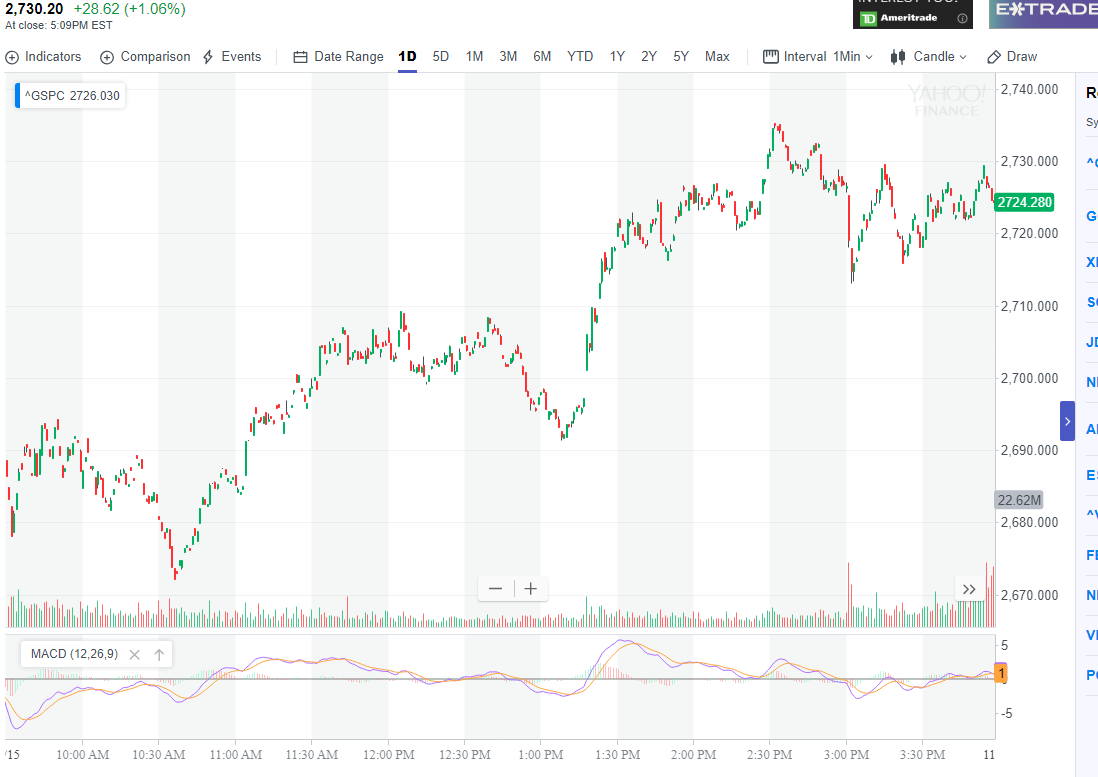 2,730.20 +28.62 (+1.06%)
At close: 5:09PM EST
Ameritrade
TD
E*TRADE
Indicators Comparison Events Date Range 1D 5D 1M 3M 6M YTD 1Y 2Y 5Y Max Interval 1Min Candle Draw
^GSPC 2726.030
YAHOO!
FINANCE
2,740.000
2,730.000
2724.280
2,720.000
2,710.000
2,700.000
2,690.000
22.62M
2,680.000
2,670.000
MACD (12,26,9)
5
1
-5
/15 10:00 AM 10:30 AM 11:00 AM 11:30 AM 12:00 PM 12:30 PM 1:00 PM 1:30 PM 2:00 PM 2:30 PM 3:00 PM 3:30 PM 11
Sy
G
JD